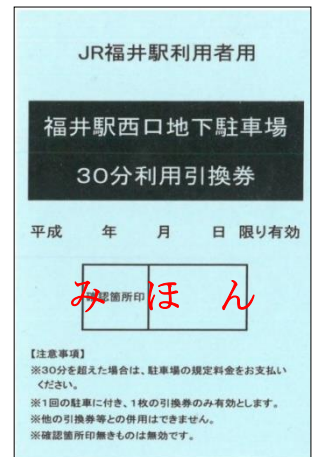 JR福井駅利用者用
福井駅西口地下駐車場
30分利用引換券
平成 年 月 日 限り有効
確認箇所印
みほん
【注意事項】
※30分を超えた場合は、駐車場の規定料金をお支払い
ください。
※1回の駐車に付き、1枚の引換券のみ有効とします。
※他の引換券等との併用はできません。
※確認箇所印無きものは無効です。